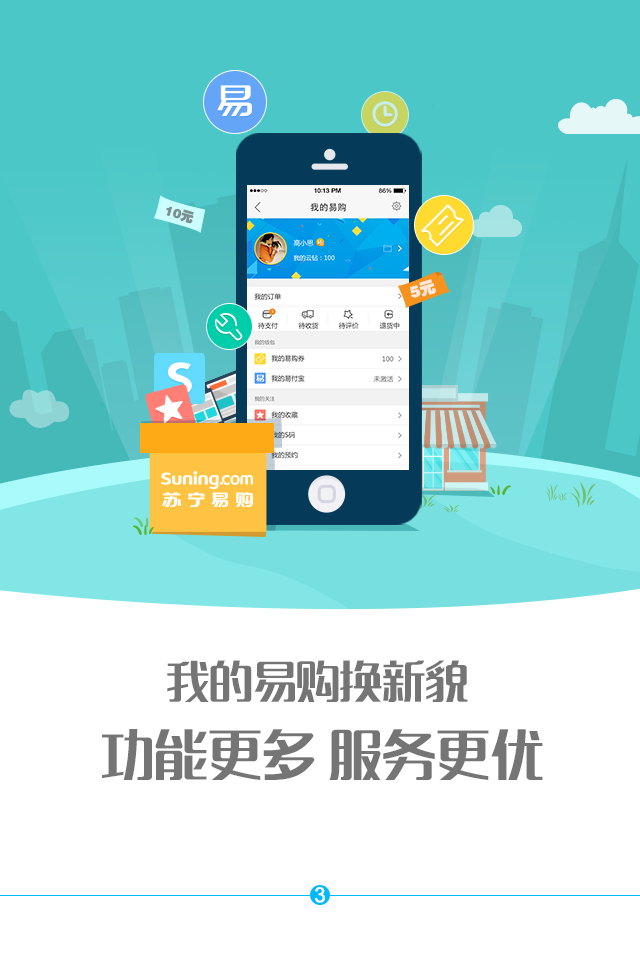 易
10元
10:13 PM
86%
我的易购
我的云钻:100
5元
我的订单
待支付 待收货 待评价 退货中
我的钱包
我的易购券 100
我的易付宝 未激活
我的关注
我的收藏
我的S码
我的预约
S
Suning.com
苏宁易购
我的易购换新貌
功能更多 服务更优
3